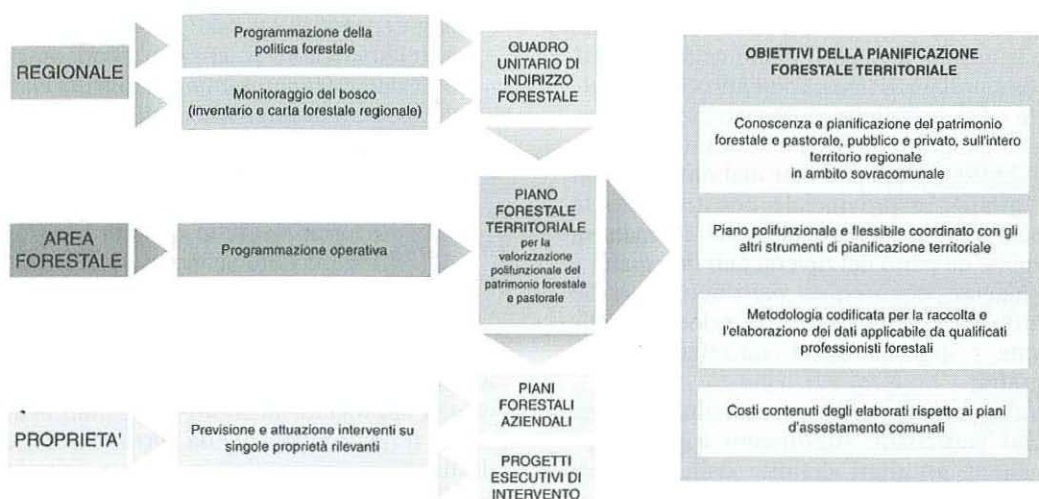 REGIONALE
Programmazione della
politica forestale
Monitoraggio del bosco
(inventario e carta forestale regionale)
QUADRO
UNITARIO DI
INDIRIZZO
FORESTALE
AREA
FORESTALE
Programmazione operativa
PIANO
FORESTALE
TERRITORIALE
per la
valorizzazione
polifunzionale del
patrimonio forestale
e pastorale
PROPRIETA'
Previsione e attuazione interventi su
singole proprietà rilevanti
PIANI
FORESTALI
AZIENDALI
PROGETTI
ESECUTIVI DI
INTERVENTO
OBIETTIVI DELLA PIANIFICAZIONE
FORESTALE TERRITORIALE
Conoscenza e pianificazione del patrimonio
forestale e pastorale, pubblico e privato, sull'intero
territorio regionale
in ambito sovracomunale
Piano polifunzionale e flessibile coordinato con gli
altri strumenti di pianificazione territoriale
Metodologia codificata per la raccolta e
l'elaborazione dei dati applicabile da qualificati
professionisti forestali
Costi contenuti degli elaborati rispetto ai piani
d'assestamento comunali